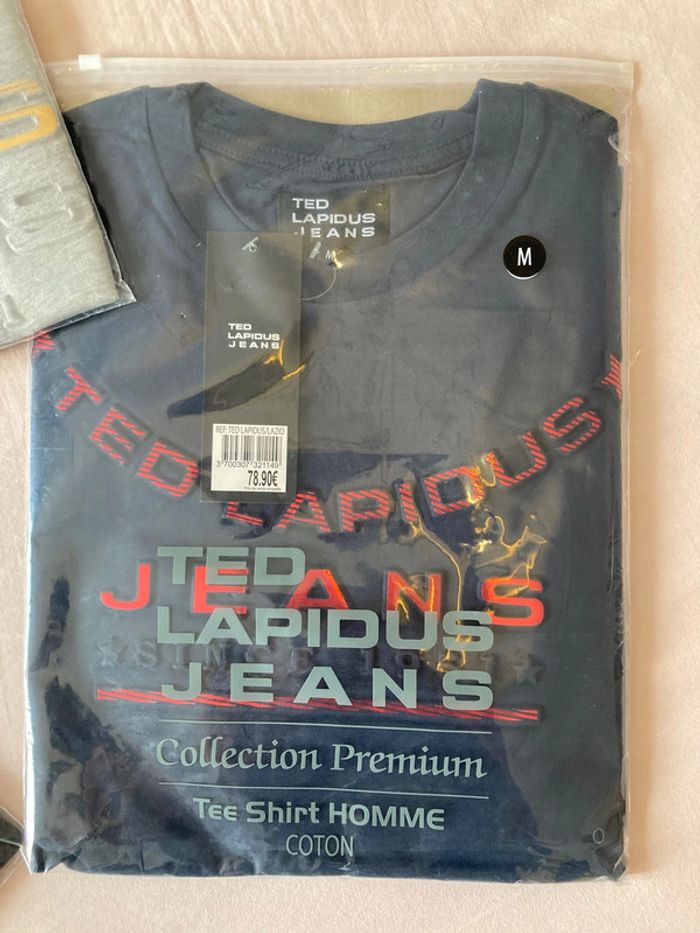 TED
LAPIDUS
JEANS
M
M
TED
LAPIDUS
JEANS
REF: TED LAPIDUS/LAZIO
3 700307 321149
78.90€
TED LAPIDUS
JEANS
SINCE
TED
LAPIDUS
JEANS
Collection Premium
Tee Shirt HOMME
COTON